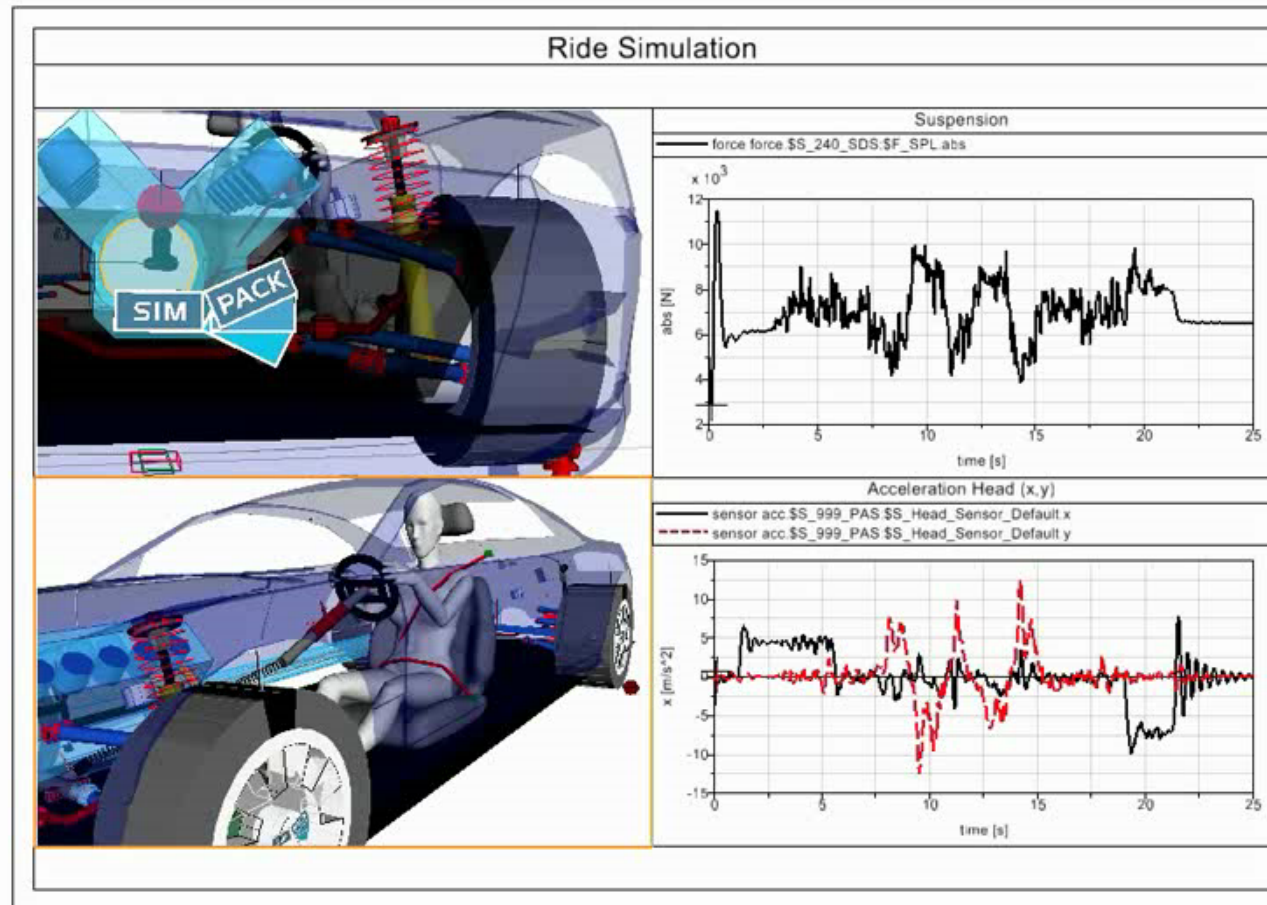 Ride Simulation
SIM PACK
Suspension
force force.$S_240_SDS.$F_SPL.abs
x 10³
12
10
8
6
4
2
abs [N]
0 5 10 15 20 25
time [s]
Acceleration Head (x,y)
sensor acc.$S_999_PAS.$S_Head_Sensor_Default.x
sensor acc.$S_999_PAS.$S_Head_Sensor_Default.y
15
10
5
0
-5
-10
-15
x [m/s^2]
0 5 10 15 20 25
time [s]